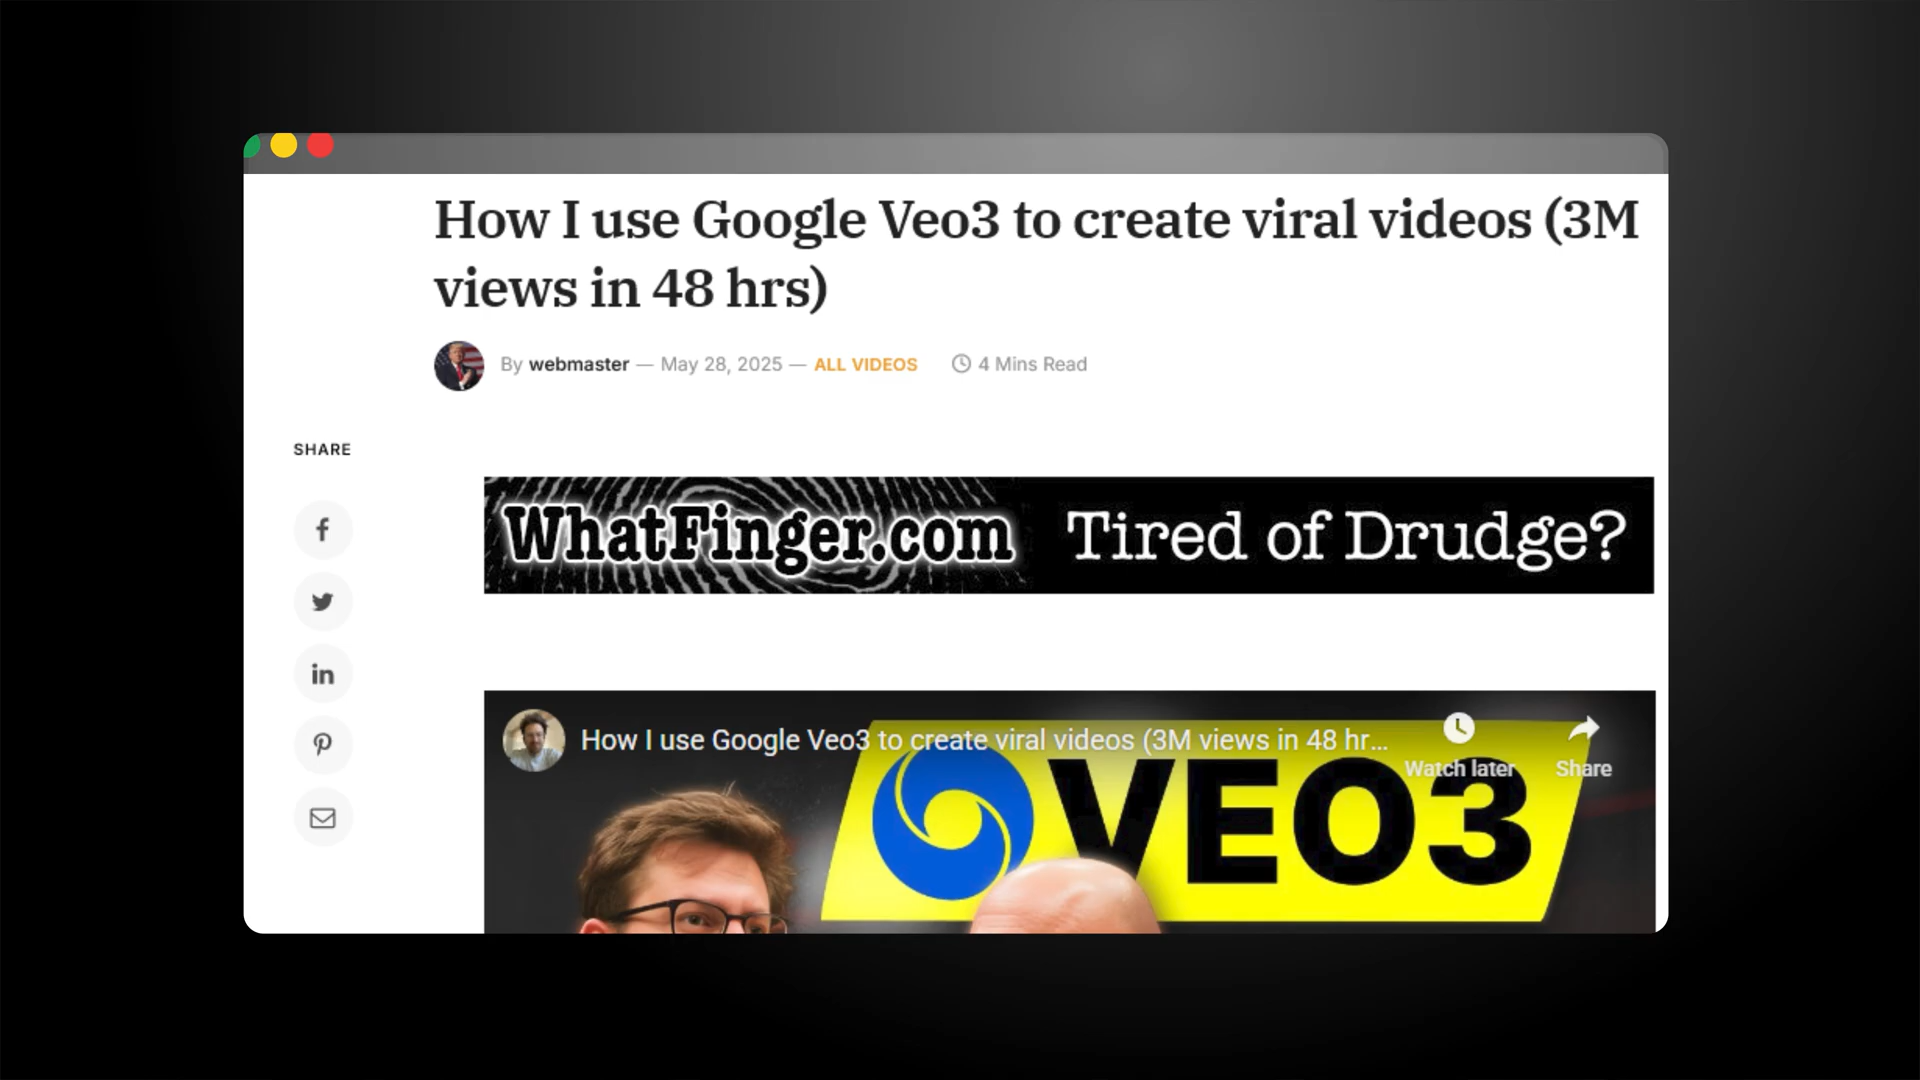 How I use Google Veo3 to create viral videos (3M
views in 48 hrs)
By webmaster — May 28, 2025 — ALL VIDEOS 4 Mins Read
SHARE
WhatFinger.com Tired of Drudge?
How I use Google Veo3 to create viral videos (3M views in 48 hr...
Watch later Share
VEO3